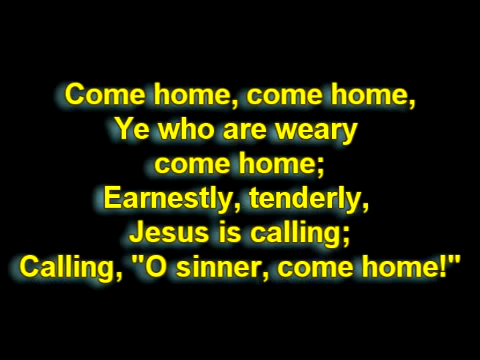 Come home, come home,
Ye who are weary
come home;
Earnestly, tenderly,
Jesus is calling;
Calling, "O sinner, come home!"